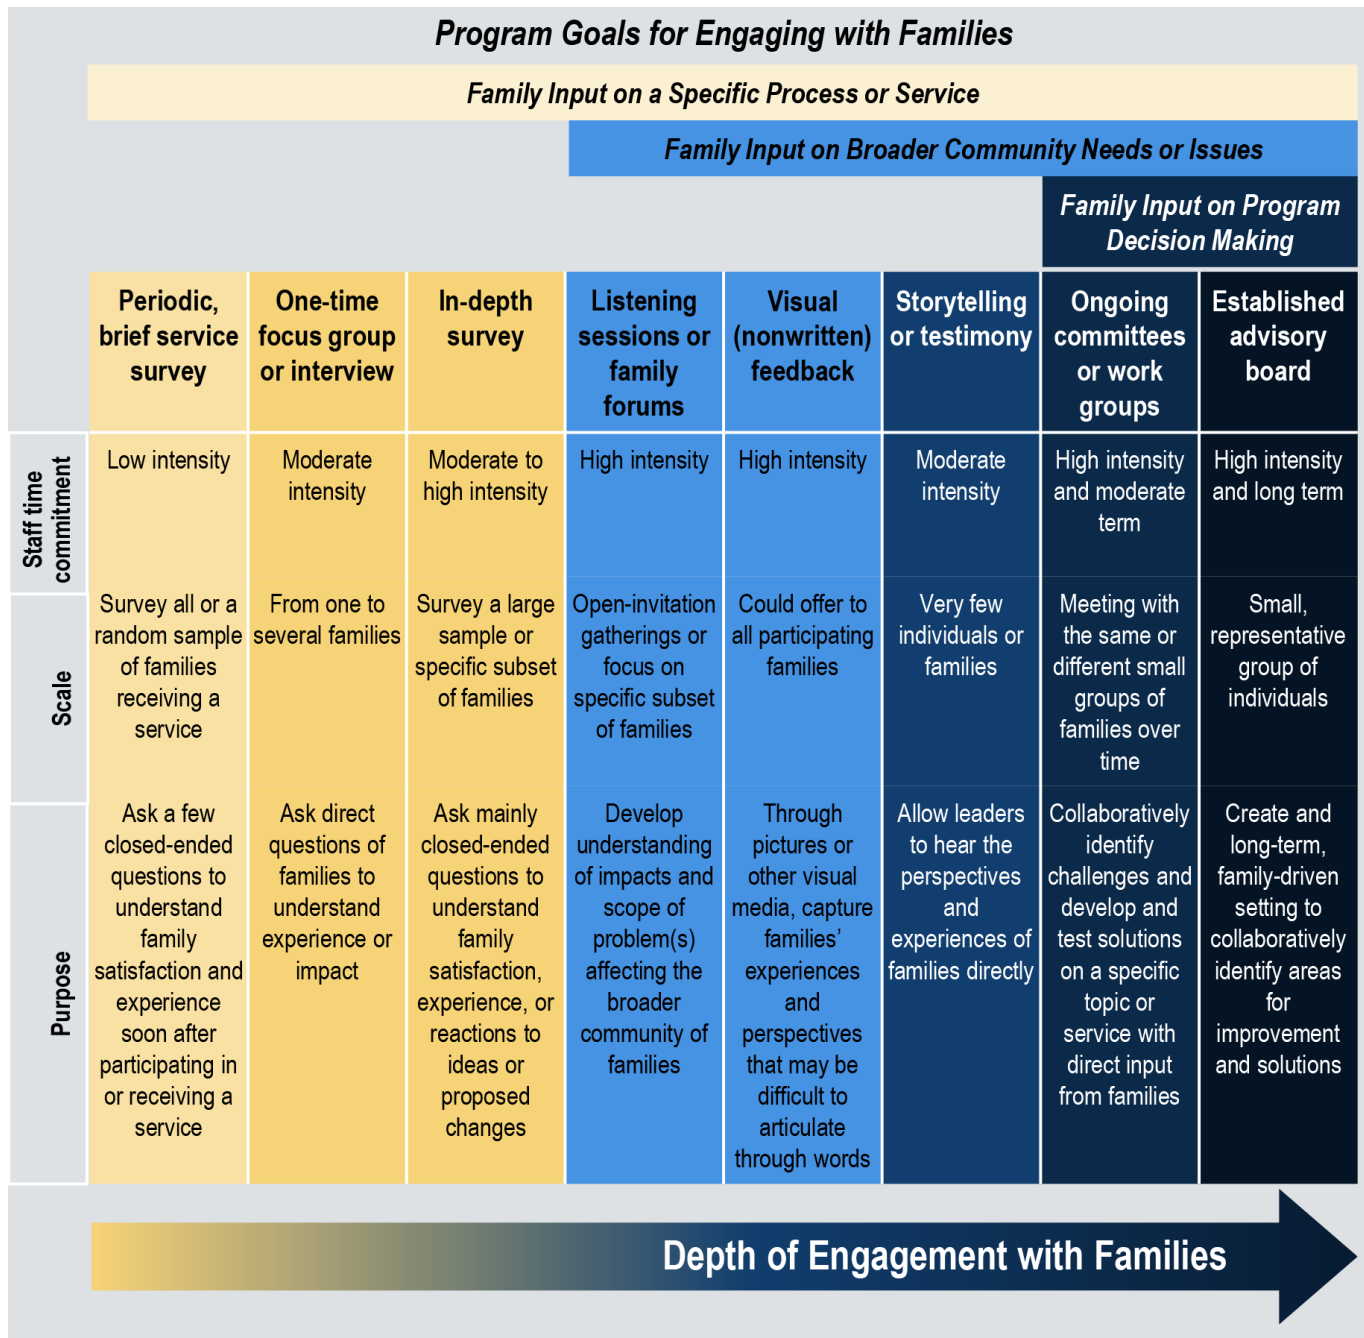 Program Goals for Engaging with Families
Family Input on a Specific Process or Service
Family Input on Broader Community Needs or Issues
Family Input on Program
Decision Making
Periodic,
brief service
survey
One-time
focus group
or interview
In-depth
survey
Listening
sessions or
family
forums
Visual
(nonwritten)
feedback
Storytelling
or testimony
Ongoing
committees
or work
groups
Established
advisory
board
Staff time
commitment
Low intensity
Moderate
intensity
Moderate to
high intensity
High intensity
High intensity
Moderate
intensity
High intensity
and moderate
term
High intensity
and long term
Scale
Survey all or a
random sample
of families
receiving a
service
From one to
several families
Survey a large
sample or
specific subset
of families
Open-invitation
gatherings or
focus on
specific subset
of families
Could offer to
all participating
families
Very few
individuals or
families
Meeting with
the same or
different small
groups of
families over
time
Small,
representative
group of
individuals
Purpose
Ask a few
closed-ended
questions to
understand
family
satisfaction and
experience
soon after
participating in
or receiving a
service
Ask direct
questions of
families to
understand
experience or
impact
Ask mainly
closed-ended
questions to
understand
family
satisfaction,
experience, or
reactions to
ideas or
proposed
changes
Develop
understanding
of impacts and
scope of
problem(s)
affecting the
broader
community of
families
Through
pictures or
other visual
media, capture
families’
experiences
and
perspectives
that may be
difficult to
articulate
through words
Allow leaders
to hear the
perspectives
and
experiences of
families directly
Collaboratively
identify
challenges and
develop and
test solutions
on a specific
topic or
service with
direct input
from families
Create and
long-term,
family-driven
setting to
collaboratively
identify areas
for
improvement
and solutions
Depth of Engagement with Families